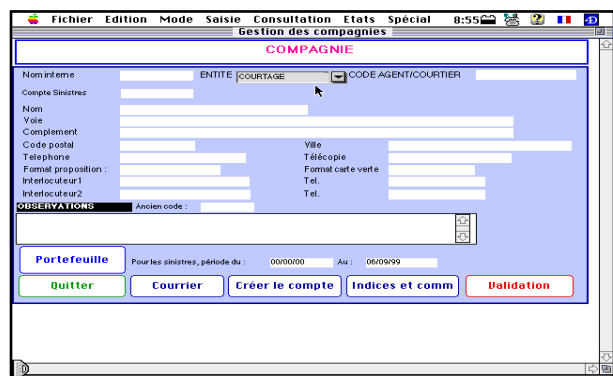 Fichier Edition Mode Saisie Consultation Etats Spécial 8:55
Gestion des compagnies
COMPAGNIE
Nom interne ENTITE COURTAGE CODE AGENT/COURTIER
Compte Sinistres
Nom
Voie
Complement
Code postal Ville
Telephone Télécopie
Format proposition : Format carte verte
Interlocuteur1 Tel.
Interlocuteur2 Tel.
OBSERVATIONS Ancien code :
Portefeuille Pour les sinistres, période du : 00/00/00 Au : 06/09/99
Quitter Courrier Créer le compte Indices et comm Validation